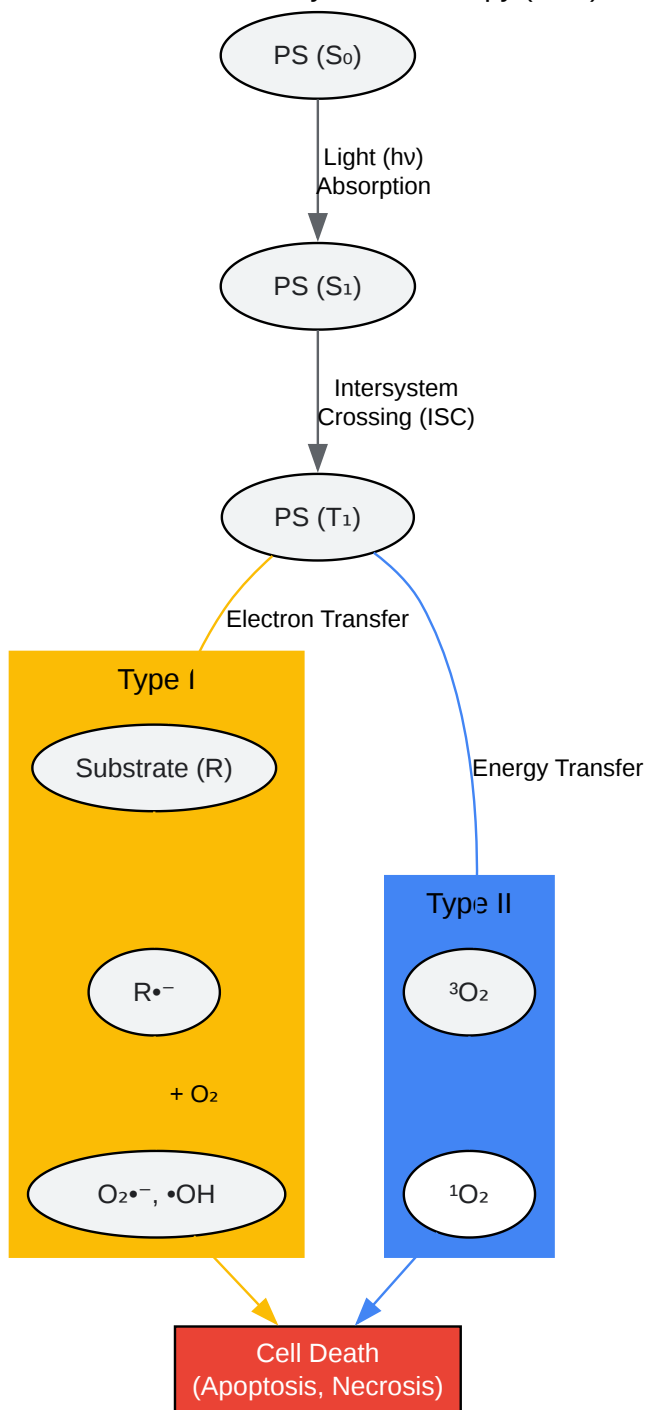 PS (S₀)
Light (hν)
Absorption
PS (S₁)
Intersystem
Crossing (ISC)
PS (T₁)
Electron Transfer
Type I
Substrate (R)
Energy Transfer
Type II
R•⁻
³O₂
+ O₂
O₂•⁻, •OH
¹O₂
Cell Death
(Apoptosis, Necrosis)